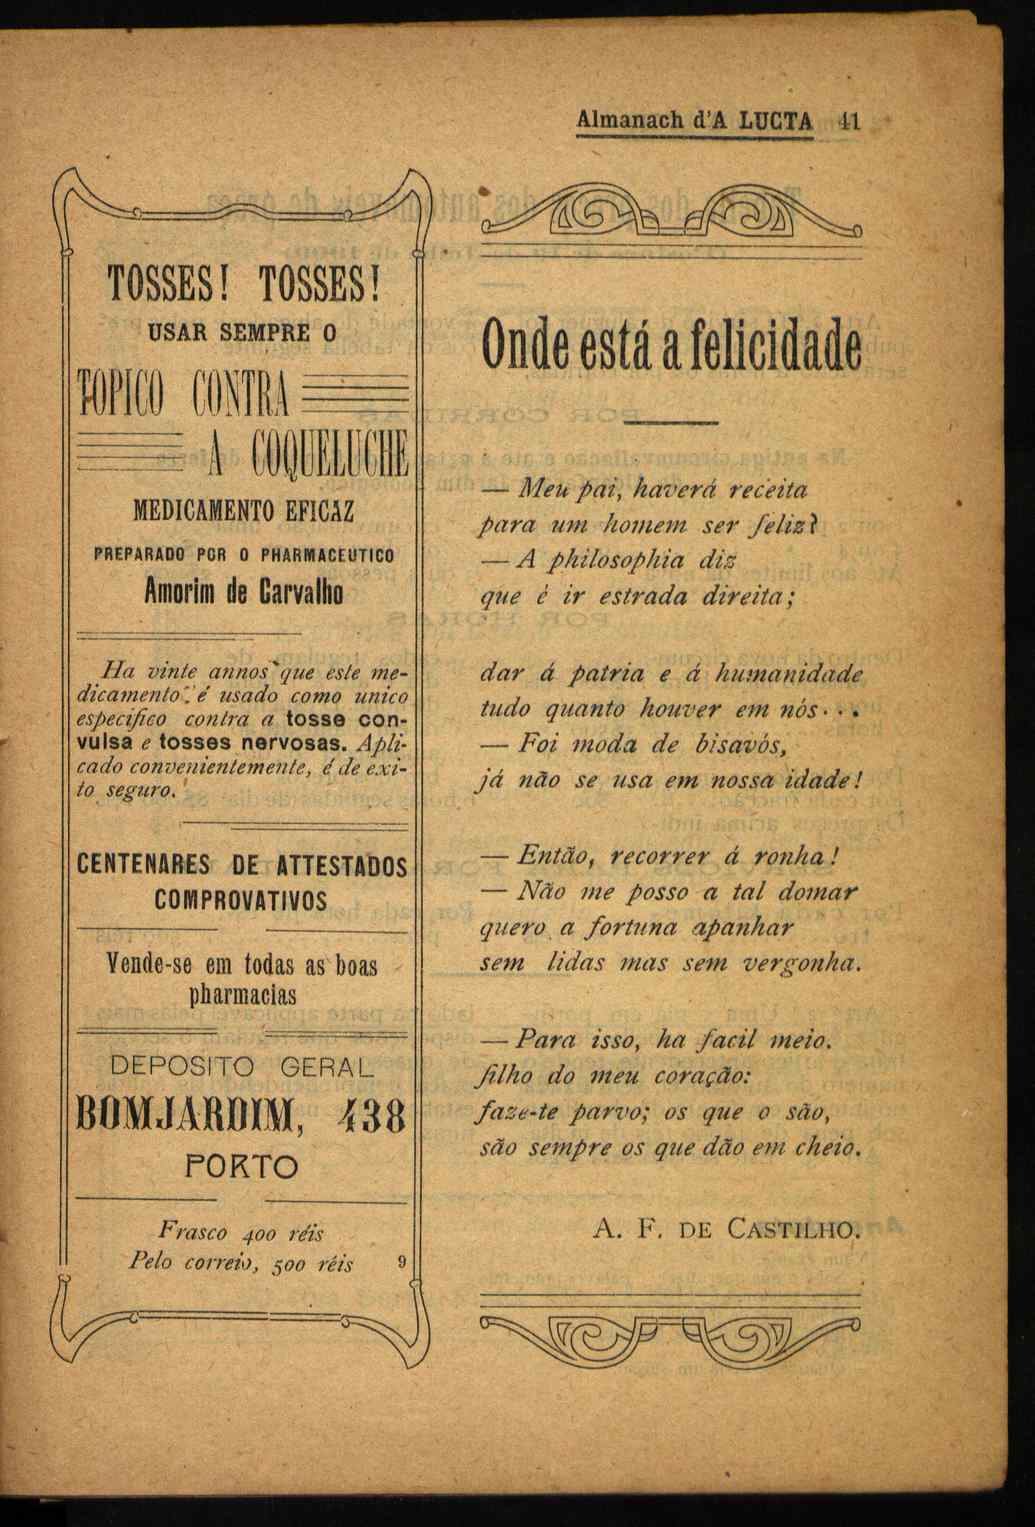 Almanach d'A LUCTA 41
TOSSES! TOSSES!
USAR SEMPRE O
TOPICO CONTRA
A COQUELUCHE
MEDICAMENTO EFICAZ
PREPARADO POR O PHARMACEUTICO
Amorim de Carvalho
Ha vinte annos que este me-
dicamento é usado como unico
especifico contra a tosse con-
vulsa e tosses nervosas. Apli-
cado convenientemente, é de exi-
to seguro.
CENTENARES DE ATTESTADOS
COMPROVATIVOS
Vende-se em todas as boas
pharmacias
DEPOSITO GERAL
BOMJARDIM, 438
PORTO
Frasco 400 réis
Pelo correio, 500 réis 9
Onde está a felicidade
— Meu pai, haverá receita
para um homem ser feliz?
— A philosophia diz
que é ir estrada direita;
dar á patria e á humanidade
tudo quanto houver em nós...
— Foi moda de bisavós,
já não se usa em nossa idade!
— Então, recorrer á ronha!
— Não me posso a tal domar
quero a fortuna apanhar
sem lidas mas sem vergonha.
— Para isso, ha facil meio.
filho do meu coração:
faze-te parvo; os que o são,
são sempre os que dão em cheio.
A. F. DE CASTILHO.